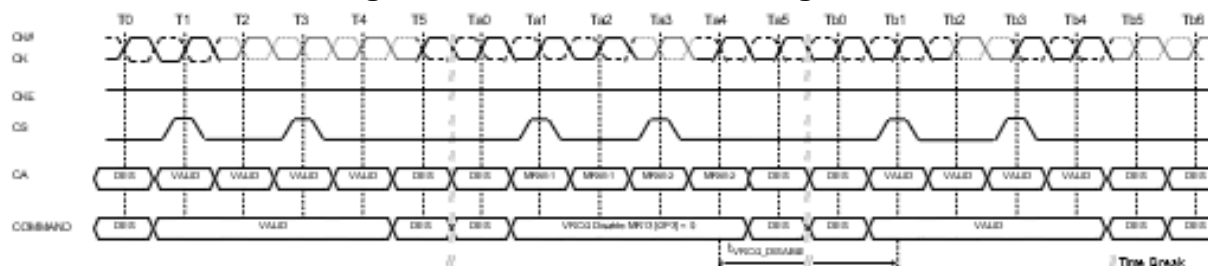 T0 T1 T2 T3 T4 T5 Ta0 Ta1 Ta2 Ta3 Ta4 Ta5 Tb0 Tb1 Tb2 Tb3 Tb4 Tb5 Tb6
CK#
CK
CKE
CS
CA DES VALID VALID VALID VALID DES DES MRW-1 MRW-1 MRW-2 MRW-2 DES DES VALID VALID VALID VALID DES DES
COMMAND DES VALID DES DES VRCG Disable MR13 [OP3] = 0 DES DES VALID DES DES
tVRCG_DISABLE
Time Break